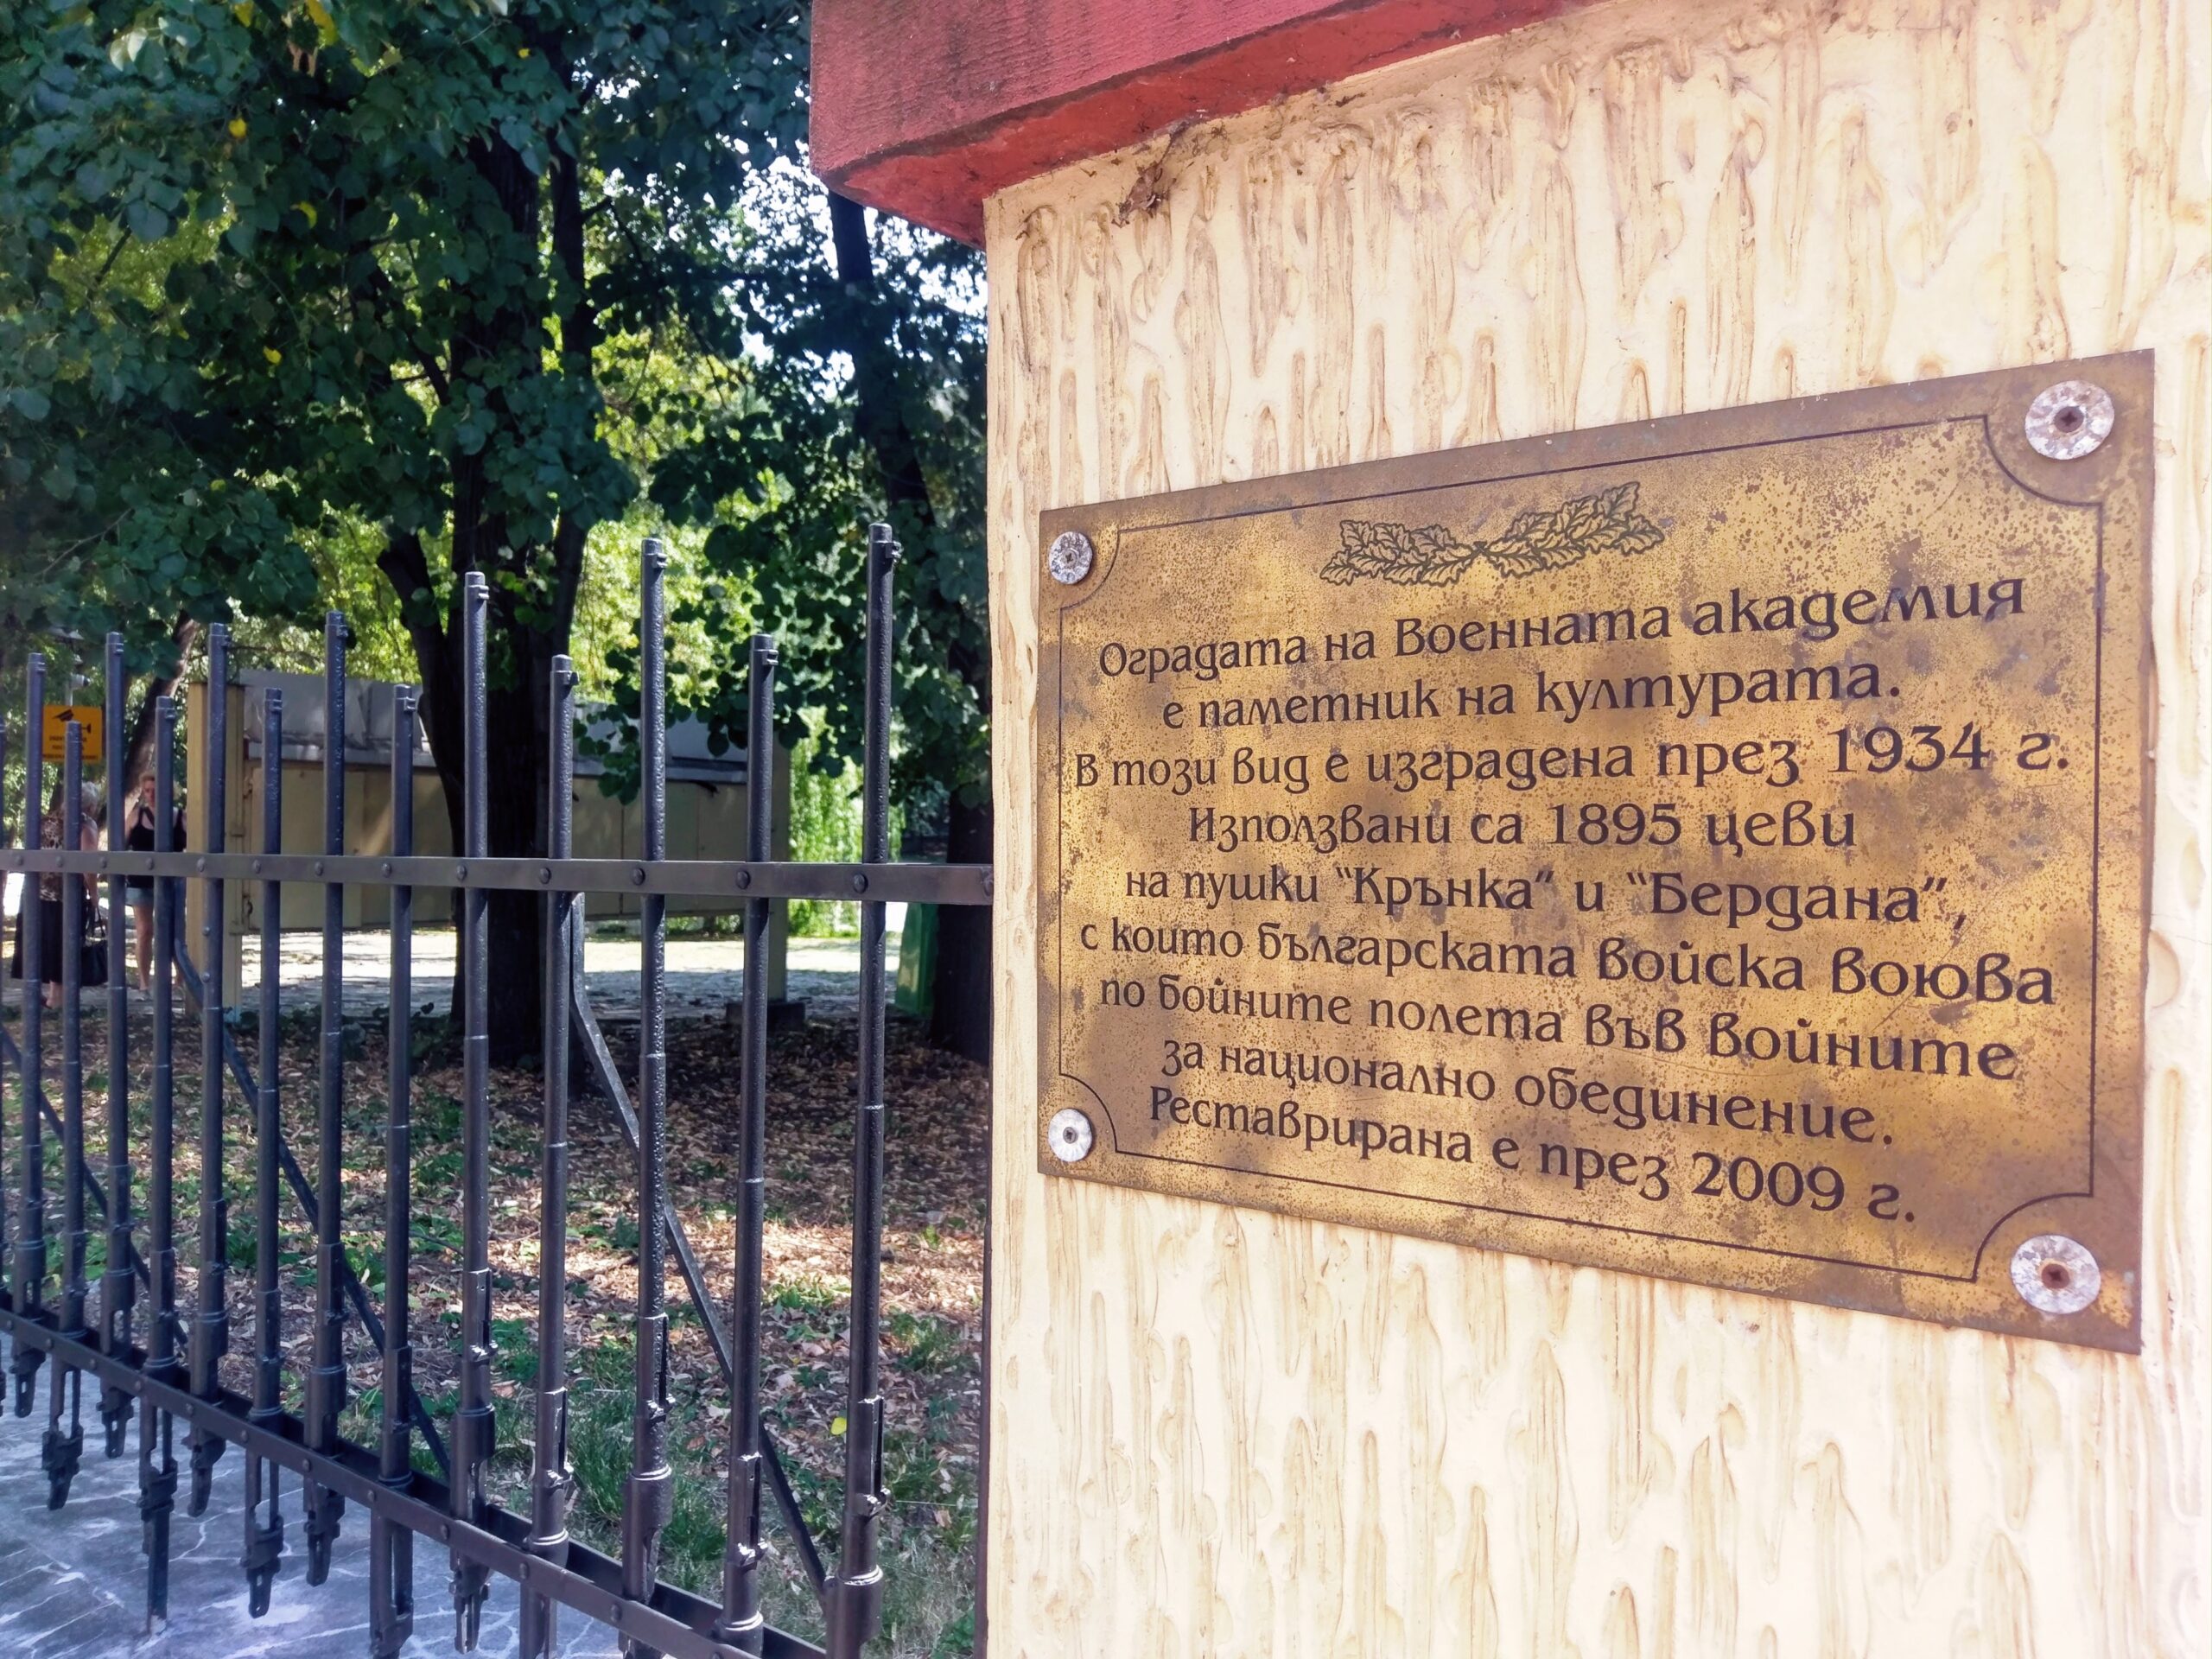 Оградата на Военната академия
е паметник на културата.
В този вид е изградена през 1934 г.
Използвани са 1895 цеви
на пушки "Крънка" и "Бердана",
с които българската войска воюва
по бойните полета във войните
за национално обединение.
Реставрирана е през 2009 г.